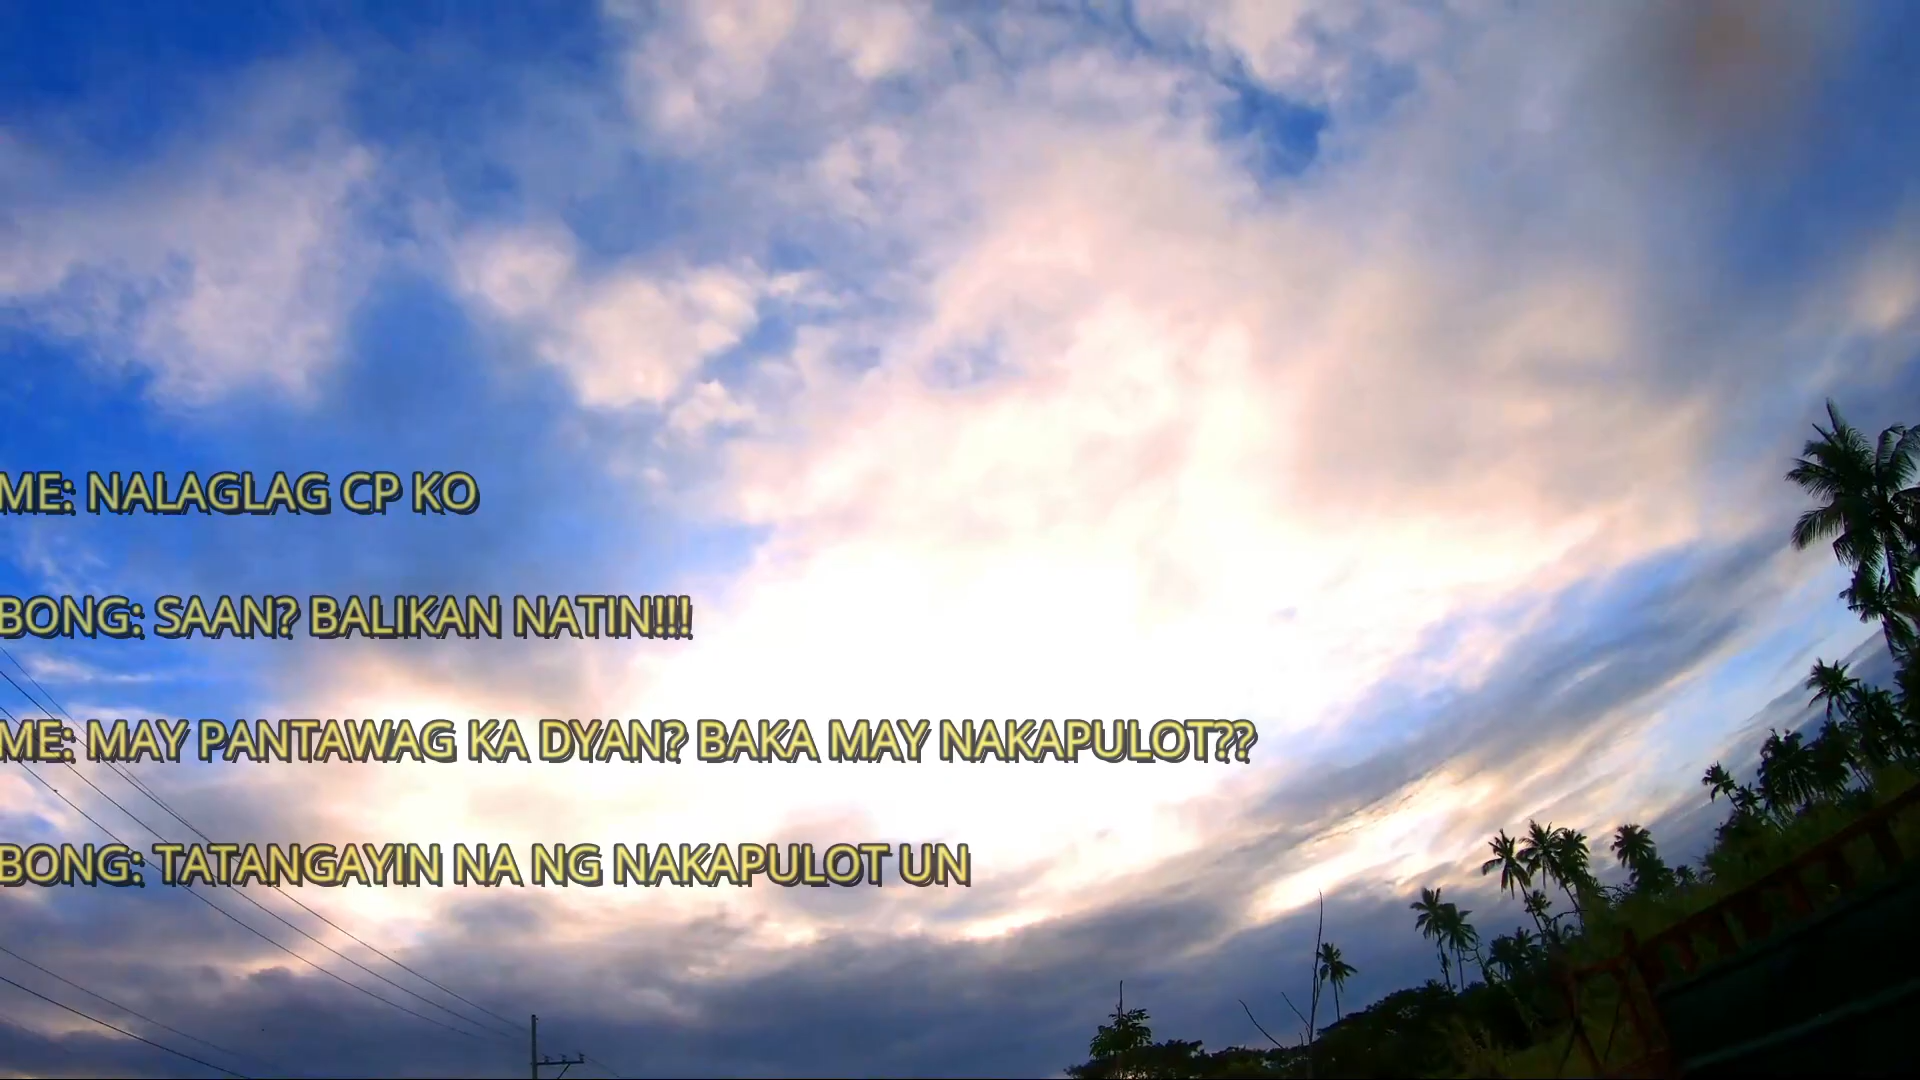 ME: NALAGLAG CP KO
BONG: SAAN? BALIKAN NATIN!!!
ME: MAY PANTAWAG KA DYAN? BAKA MAY NAKAPULOT??
BONG: TATANGAYIN NA NG NAKAPULOT UN